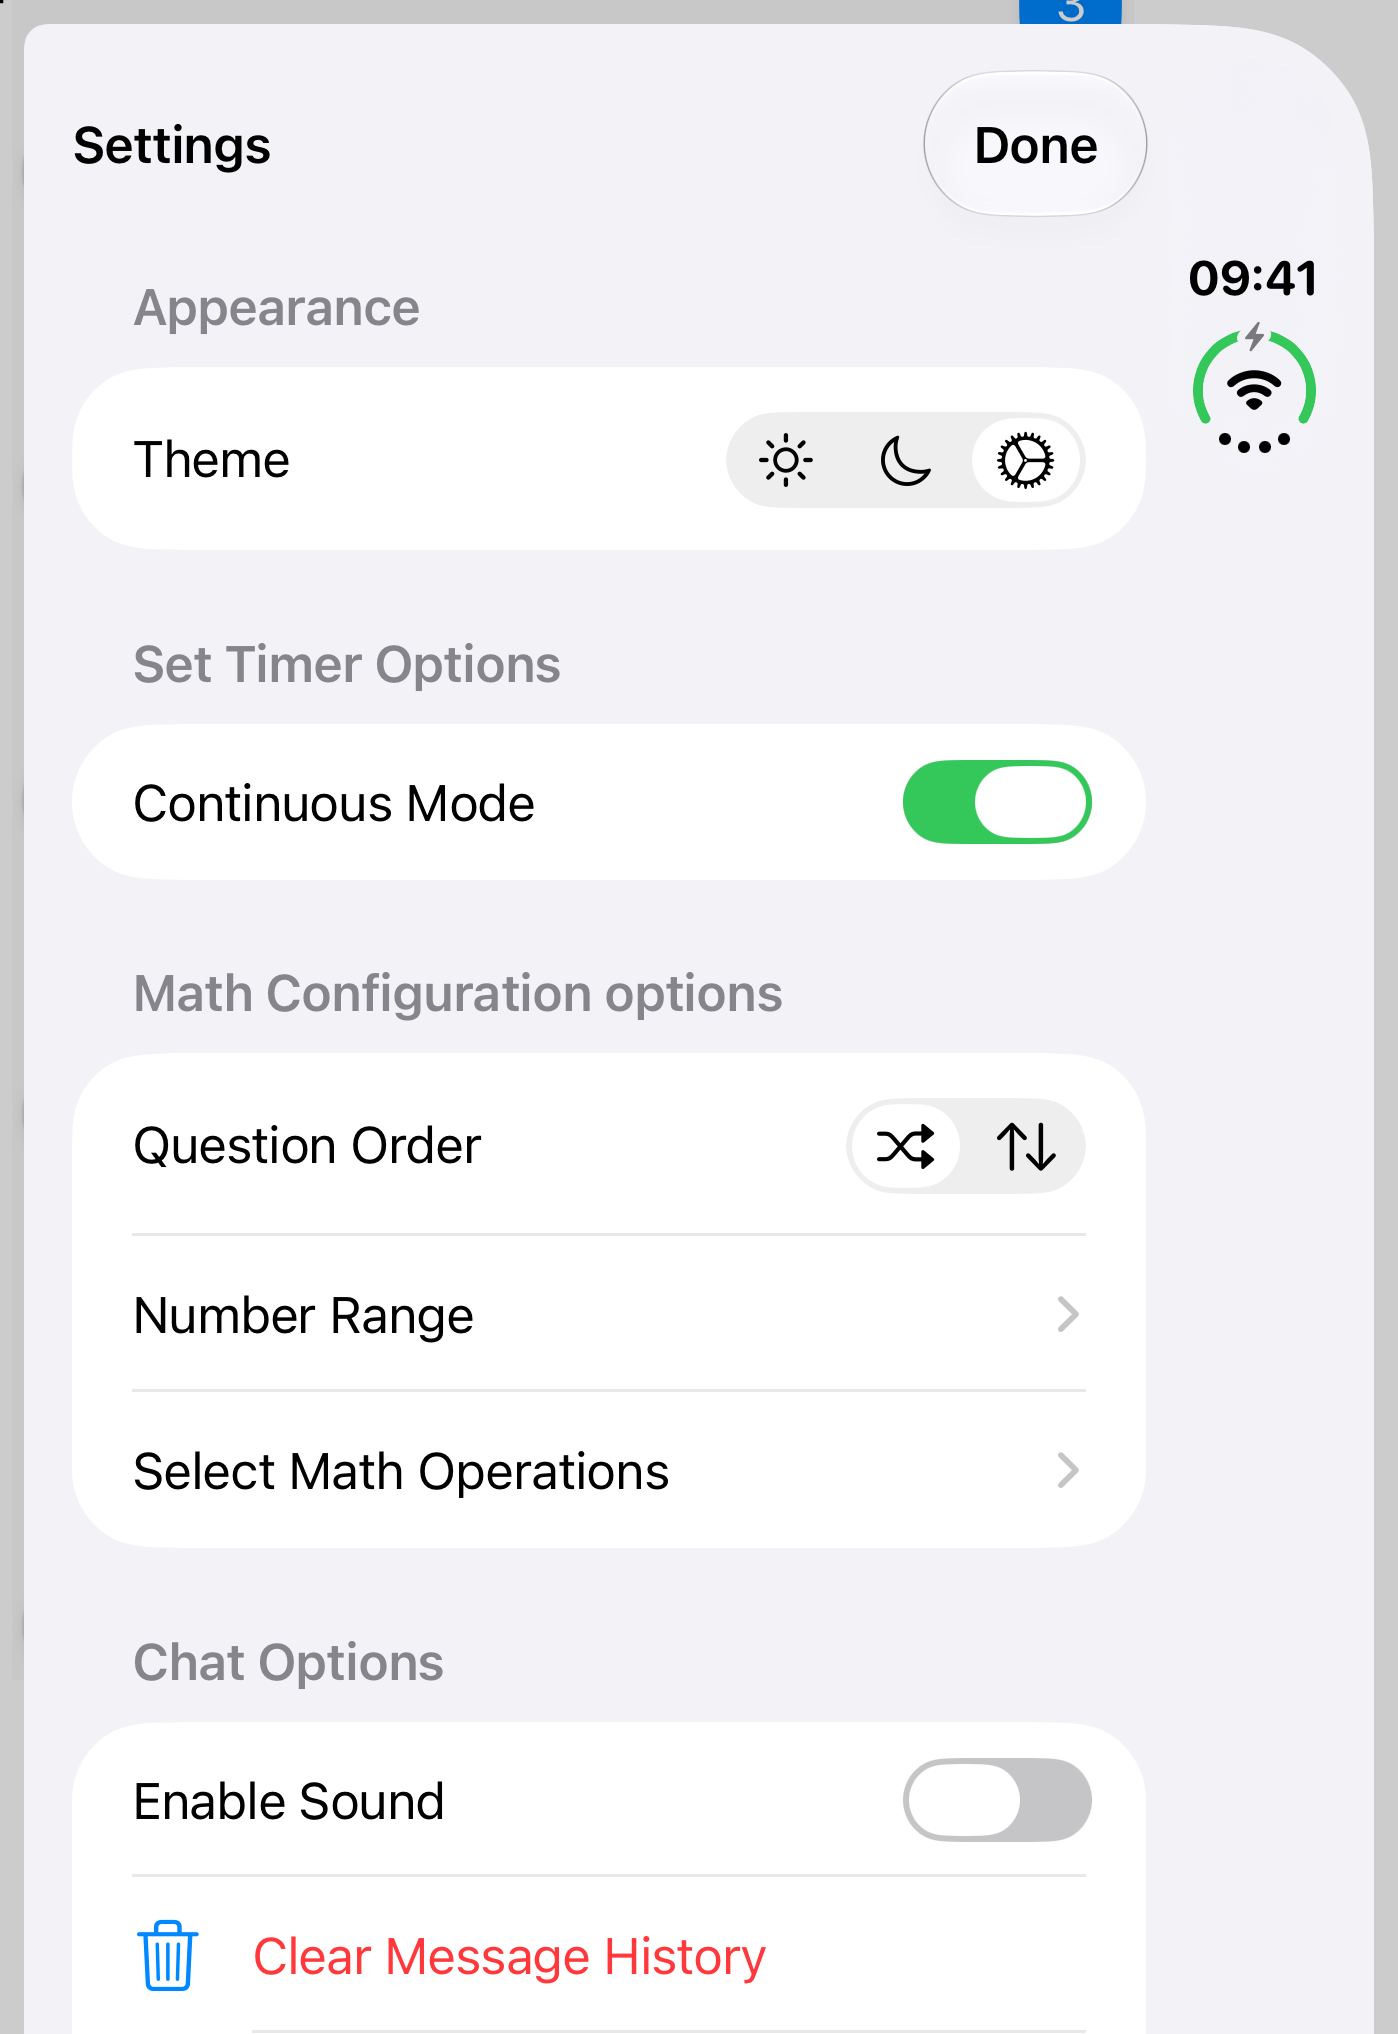 3
Settings
Done
09:41
Appearance
Theme
Set Timer Options
Continuous Mode
Math Configuration options
Question Order
Number Range
Select Math Operations
Chat Options
Enable Sound
Clear Message History